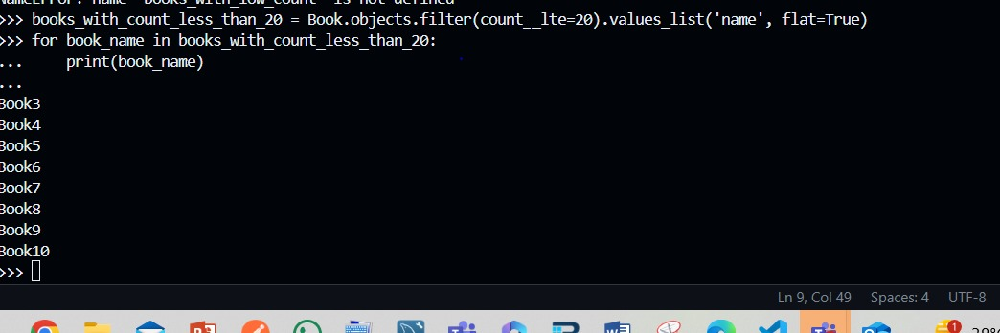 NameError: name 'books_with_low_count' is not defined
>>> books_with_count_less_than_20 = Book.objects.filter(count__lte=20).values_list('name', flat=True)
>>> for book_name in books_with_count_less_than_20:
...     print(book_name)
...
Book3
Book4
Book5
Book6
Book7
Book8
Book9
Book10
>>>
Ln 9, Col 49 Spaces: 4 UTF-8
1